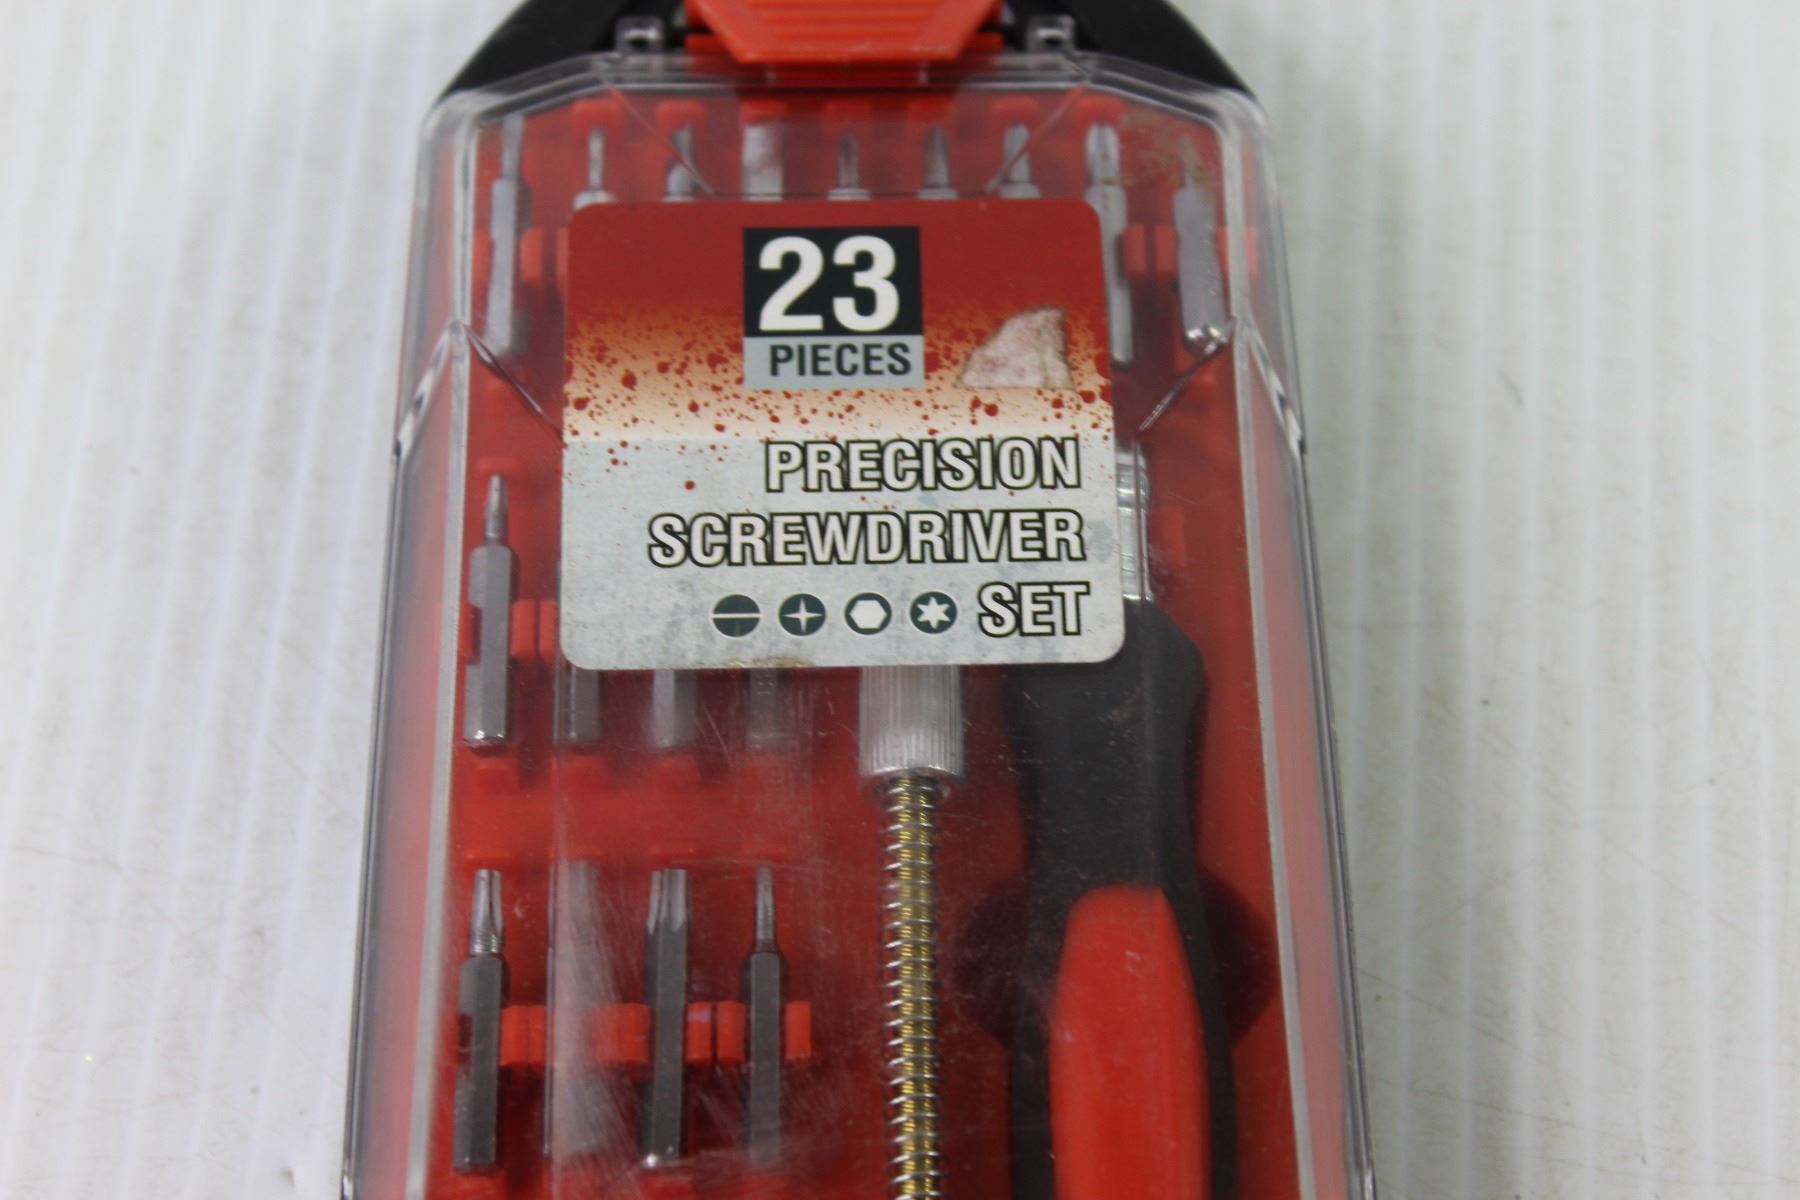 23
PIECES
PRECISION
SCREWDRIVER
SET